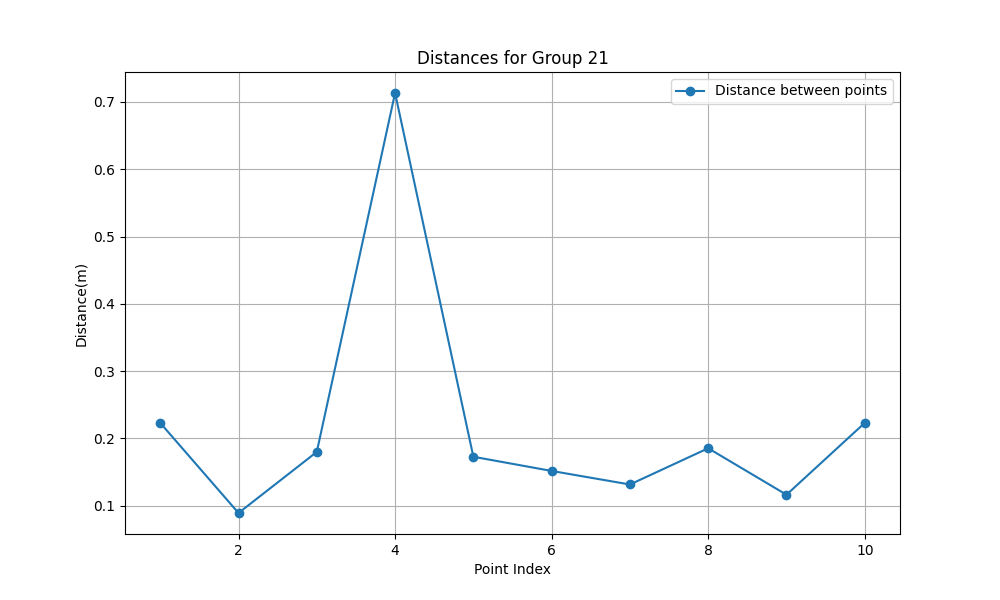 Distances for Group 21
Distance between points
0.7
0.6
0.5
0.4
0.3
0.2
0.1
Distance(m)
2 4 6 8 10
Point Index